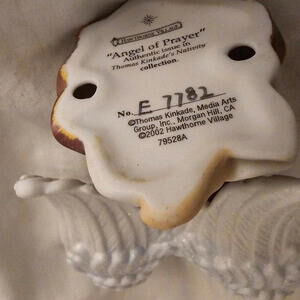 HAWTHORNE VILLAGE
"Angel of Prayer"
Authentic issue in
Thomas Kinkade's Nativity
collection.
No. E 7782
©Thomas Kinkade, Media Arts
Group, Inc., Morgan Hill,
CA
©2002 Hawthorne Village
79528A